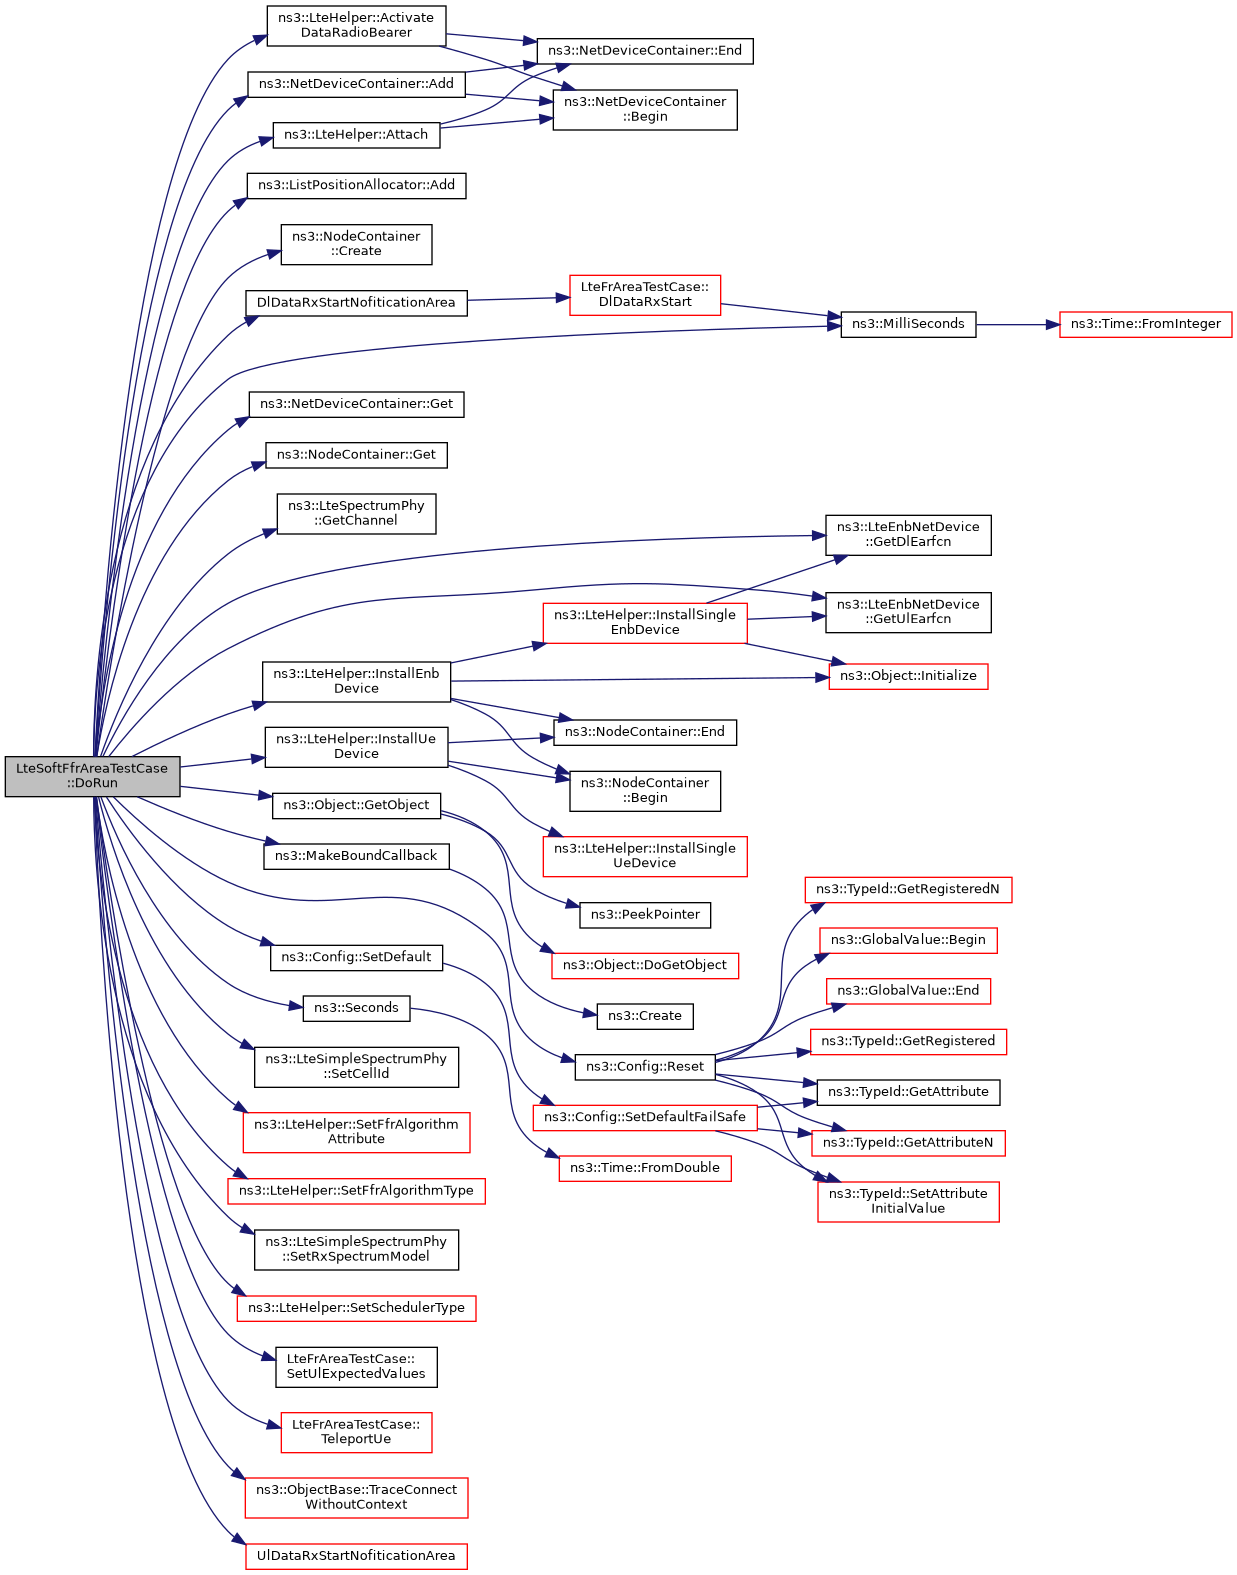 LteSoftFfrAreaTestCase
::DoRun
ns3::LteHelper::Activate
DataRadioBearer
ns3::NetDeviceContainer::End
ns3::NetDeviceContainer::Add
ns3::NetDeviceContainer
::Begin
ns3::LteHelper::Attach
ns3::ListPositionAllocator::Add
ns3::NodeContainer
::Create
DlDataRxStartNofiticationArea
LteFrAreaTestCase::
DlDataRxStart
ns3::MilliSeconds
ns3::Time::FromInteger
ns3::NetDeviceContainer::Get
ns3::NodeContainer::Get
ns3::LteSpectrumPhy
::GetChannel
ns3::LteEnbNetDevice
::GetDlEarfcn
ns3::LteEnbNetDevice
::GetUlEarfcn
ns3::LteHelper::InstallSingle
EnbDevice
ns3::LteHelper::InstallEnb
Device
ns3::Object::Initialize
ns3::NodeContainer::End
ns3::LteHelper::InstallUe
Device
ns3::NodeContainer
::Begin
ns3::Object::GetObject
ns3::MakeBoundCallback
ns3::LteHelper::InstallSingle
UeDevice
ns3::PeekPointer
ns3::TypeId::GetRegisteredN
ns3::GlobalValue::Begin
ns3::Config::SetDefault
ns3::Object::DoGetObject
ns3::GlobalValue::End
ns3::Seconds
ns3::Create
ns3::TypeId::GetRegistered
ns3::LteSimpleSpectrumPhy
::SetCellId
ns3::Config::Reset
ns3::TypeId::GetAttribute
ns3::LteHelper::SetFfrAlgorithm
Attribute
ns3::Config::SetDefaultFailSafe
ns3::TypeId::GetAttributeN
ns3::Time::FromDouble
ns3::LteHelper::SetFfrAlgorithmType
ns3::TypeId::SetAttribute
InitialValue
ns3::LteSimpleSpectrumPhy
::SetRxSpectrumModel
ns3::LteHelper::SetSchedulerType
LteFrAreaTestCase::
SetUlExpectedValues
LteFrAreaTestCase::
TeleportUe
ns3::ObjectBase::TraceConnect
WithoutContext
UlDataRxStartNofiticationArea